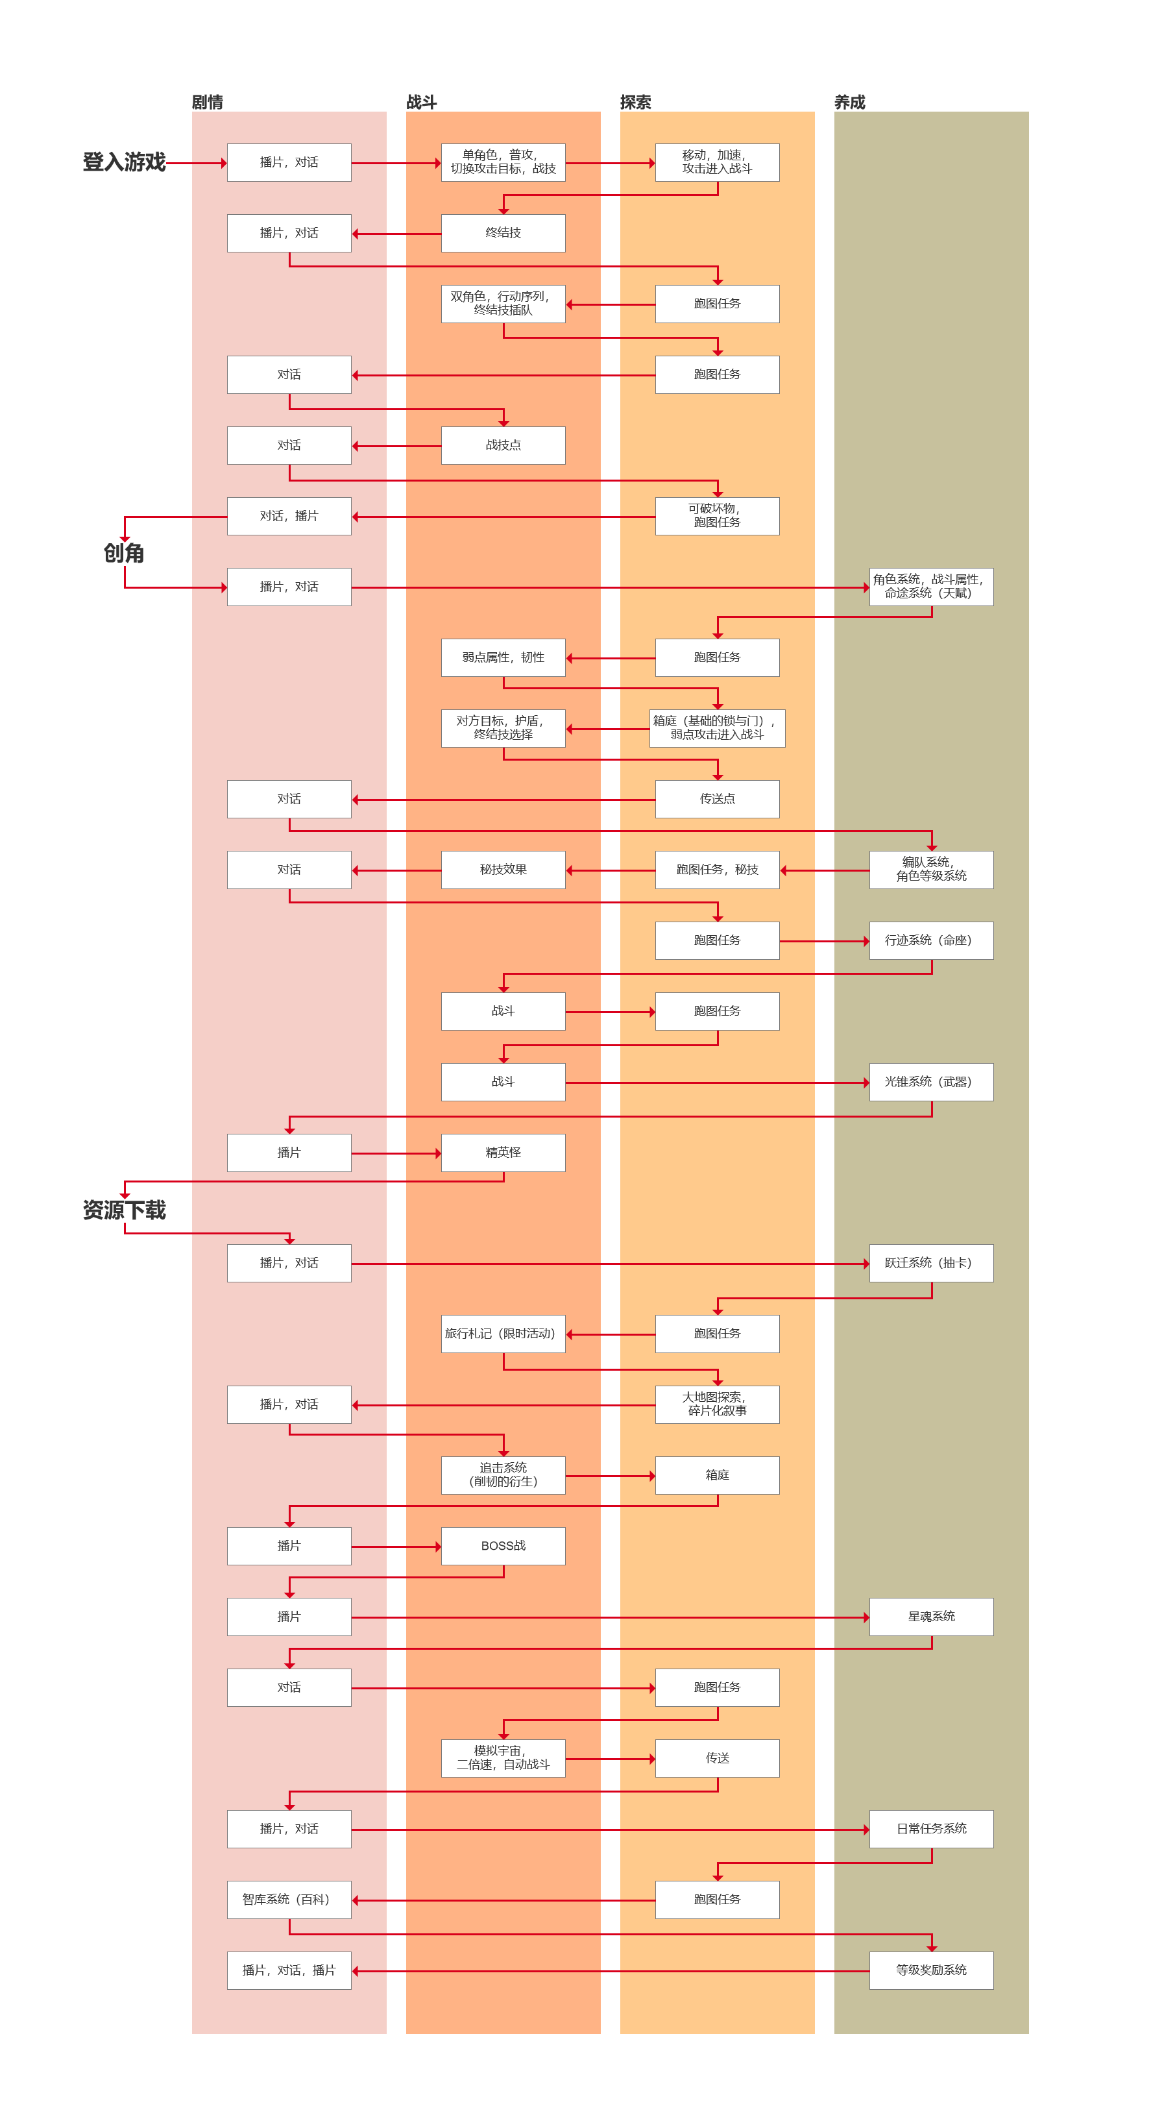 剧情
战斗
探索
养成
登入游戏
播片，对话
单角色，普攻，
切换攻击目标，战技
移动，加速，
攻击进入战斗
播片，对话
终结技
双角色，行动序列，
终结技插队
跑图任务
对话
跑图任务
对话
战技点
对话，播片
可破坏物，
跑图任务
创角
播片，对话
角色系统，战斗属性，
命途系统（天赋）
弱点属性，韧性
跑图任务
对方目标，护盾，
终结技选择
箱庭（基础的锁与门），
弱点攻击进入战斗
对话
传送点
对话
秘技效果
跑图任务，秘技
编队系统，
角色等级系统
跑图任务
行迹系统（命座）
战斗
跑图任务
战斗
光锥系统（武器）
播片
精英怪
资源下载
播片，对话
跃迁系统（抽卡）
旅行札记（限时活动）
跑图任务
播片，对话
大地图探索，
碎片化叙事
追击系统
（削韧的衍生）
箱庭
播片
BOSS战
播片
星魂系统
对话
跑图任务
模拟宇宙，
二倍速，自动战斗
传送
播片，对话
日常任务系统
智库系统（百科）
跑图任务
播片，对话，播片
等级奖励系统